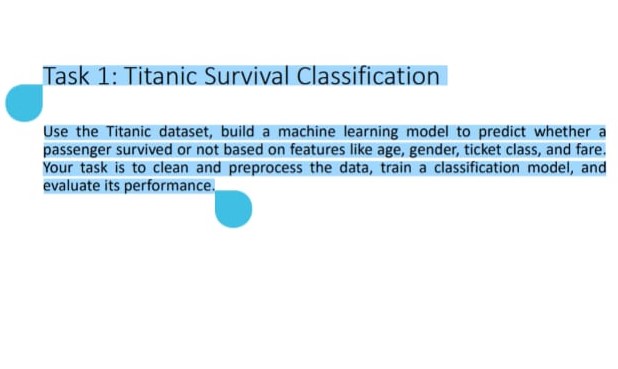 Task 1: Titanic Survival Classification
Use the Titanic dataset, build a machine learning model to predict whether a
passenger survived or not based on features like age, gender, ticket class, and fare.
Your task is to clean and preprocess the data, train a classification model, and
evaluate its performance.